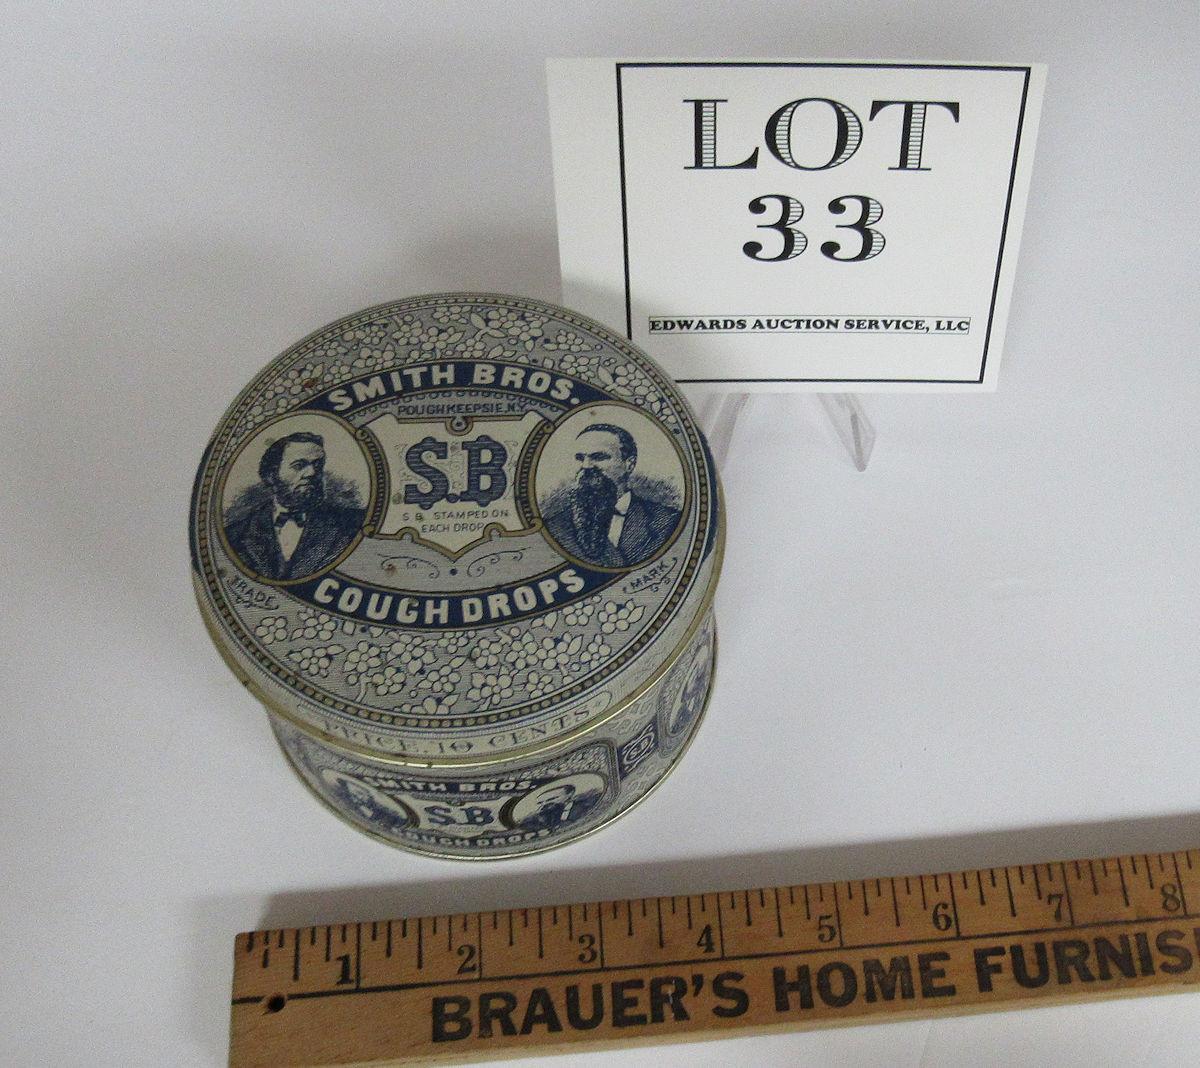 LOT
33
EDWARDS AUCTION SERVICE, LLC
SMITH BROS.
POUGHKEEPSIE.N.Y.
S.B
S.B. STAMPED ON
EACH DROP
TRADE
MARK
COUGH DROPS
PRICE. 10 CENTS
SMITH BROS.
S.B
S.B
COUGH DROPS
1 2 3 4 5 6 7 8
BRAUER'S HOME FURNIS